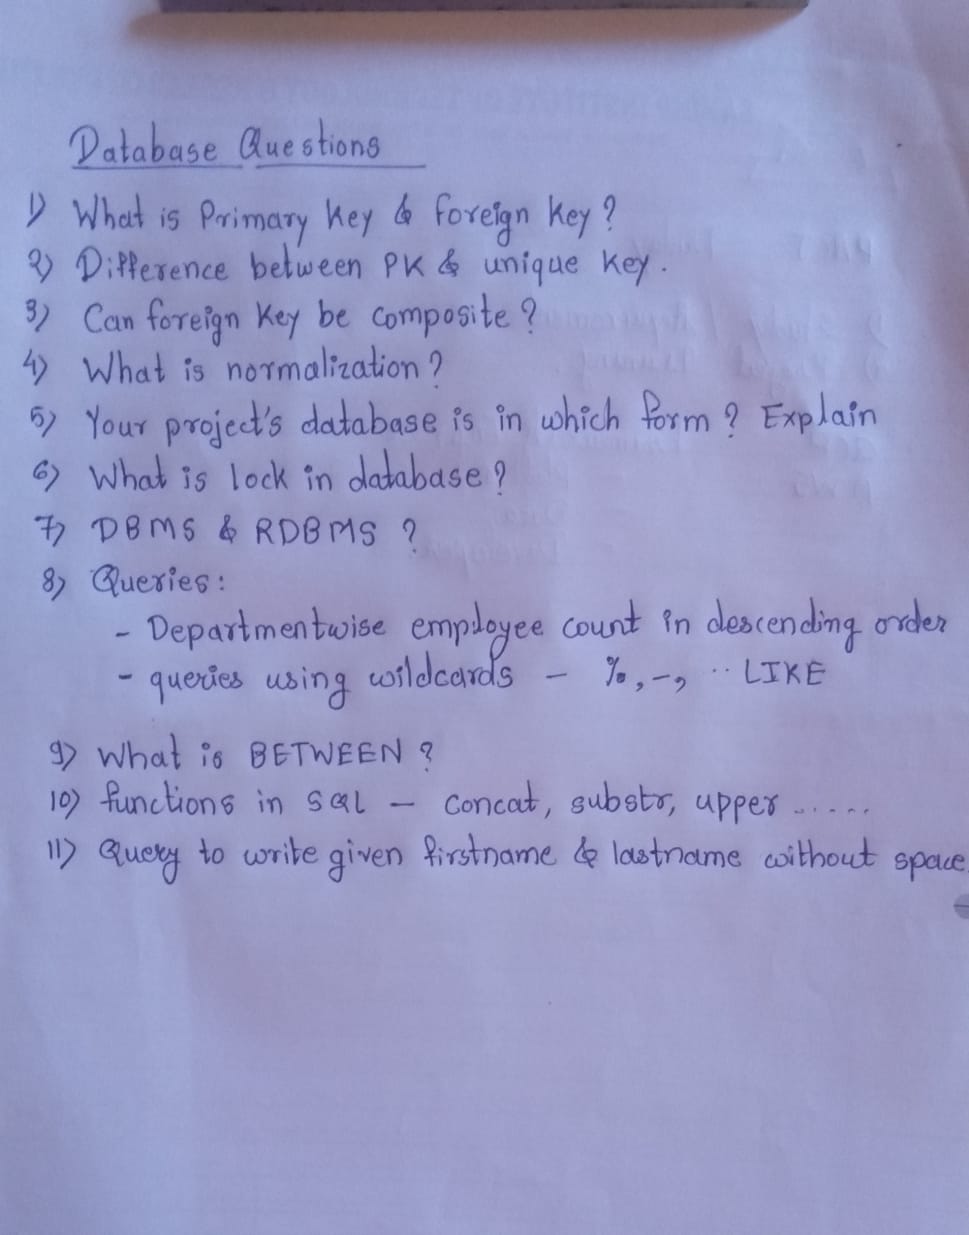 Database Questions
1) What is Primary Key & foreign Key?
2) Difference between PK & unique Key.
3) Can foreign Key be composite?
4) What is normalization?
5) Your project's database is in which form? Explain
6) What is lock in database?
7) DBMS & RDBMS ?
8) Queries:
- Departmentwise employee count in descending order
- queries using wildcards - %, -, .. LIKE
9) What is BETWEEN ?
10) functions in SQL - concat, substr, upper .....
11) Query to write given firstname & lastname without space.